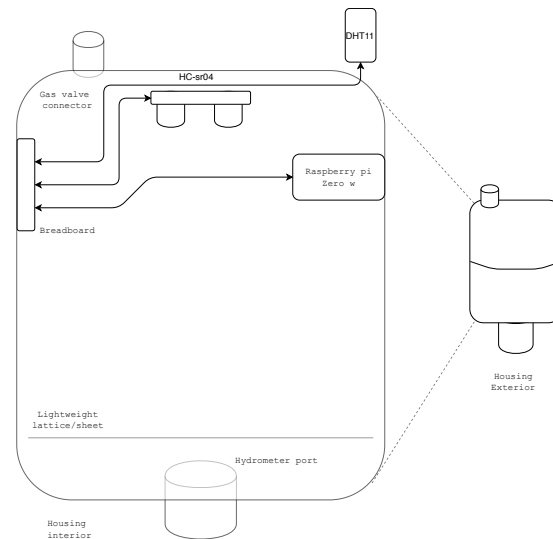 DHT11
HC-sr04
Gas valve
connector
Raspberry pi
Zero w
Breadboard
Housing
Exterior
Lightweight
lattice/sheet
Hydrometer port
Housing
interior